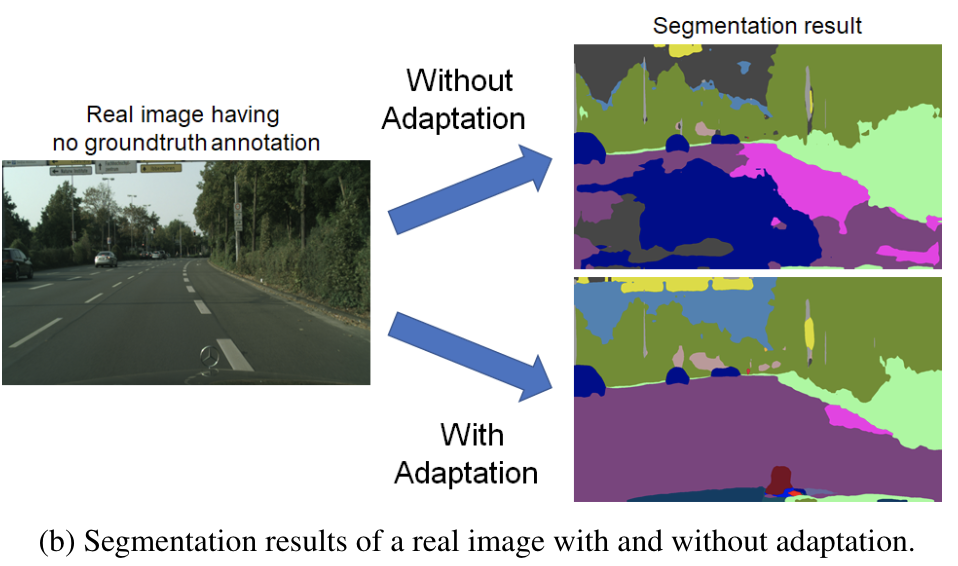 Segmentation result
Without
Adaptation
Real image having
no groundtruth annotation
With
Adaptation
(b) Segmentation results of a real image with and without adaptation.